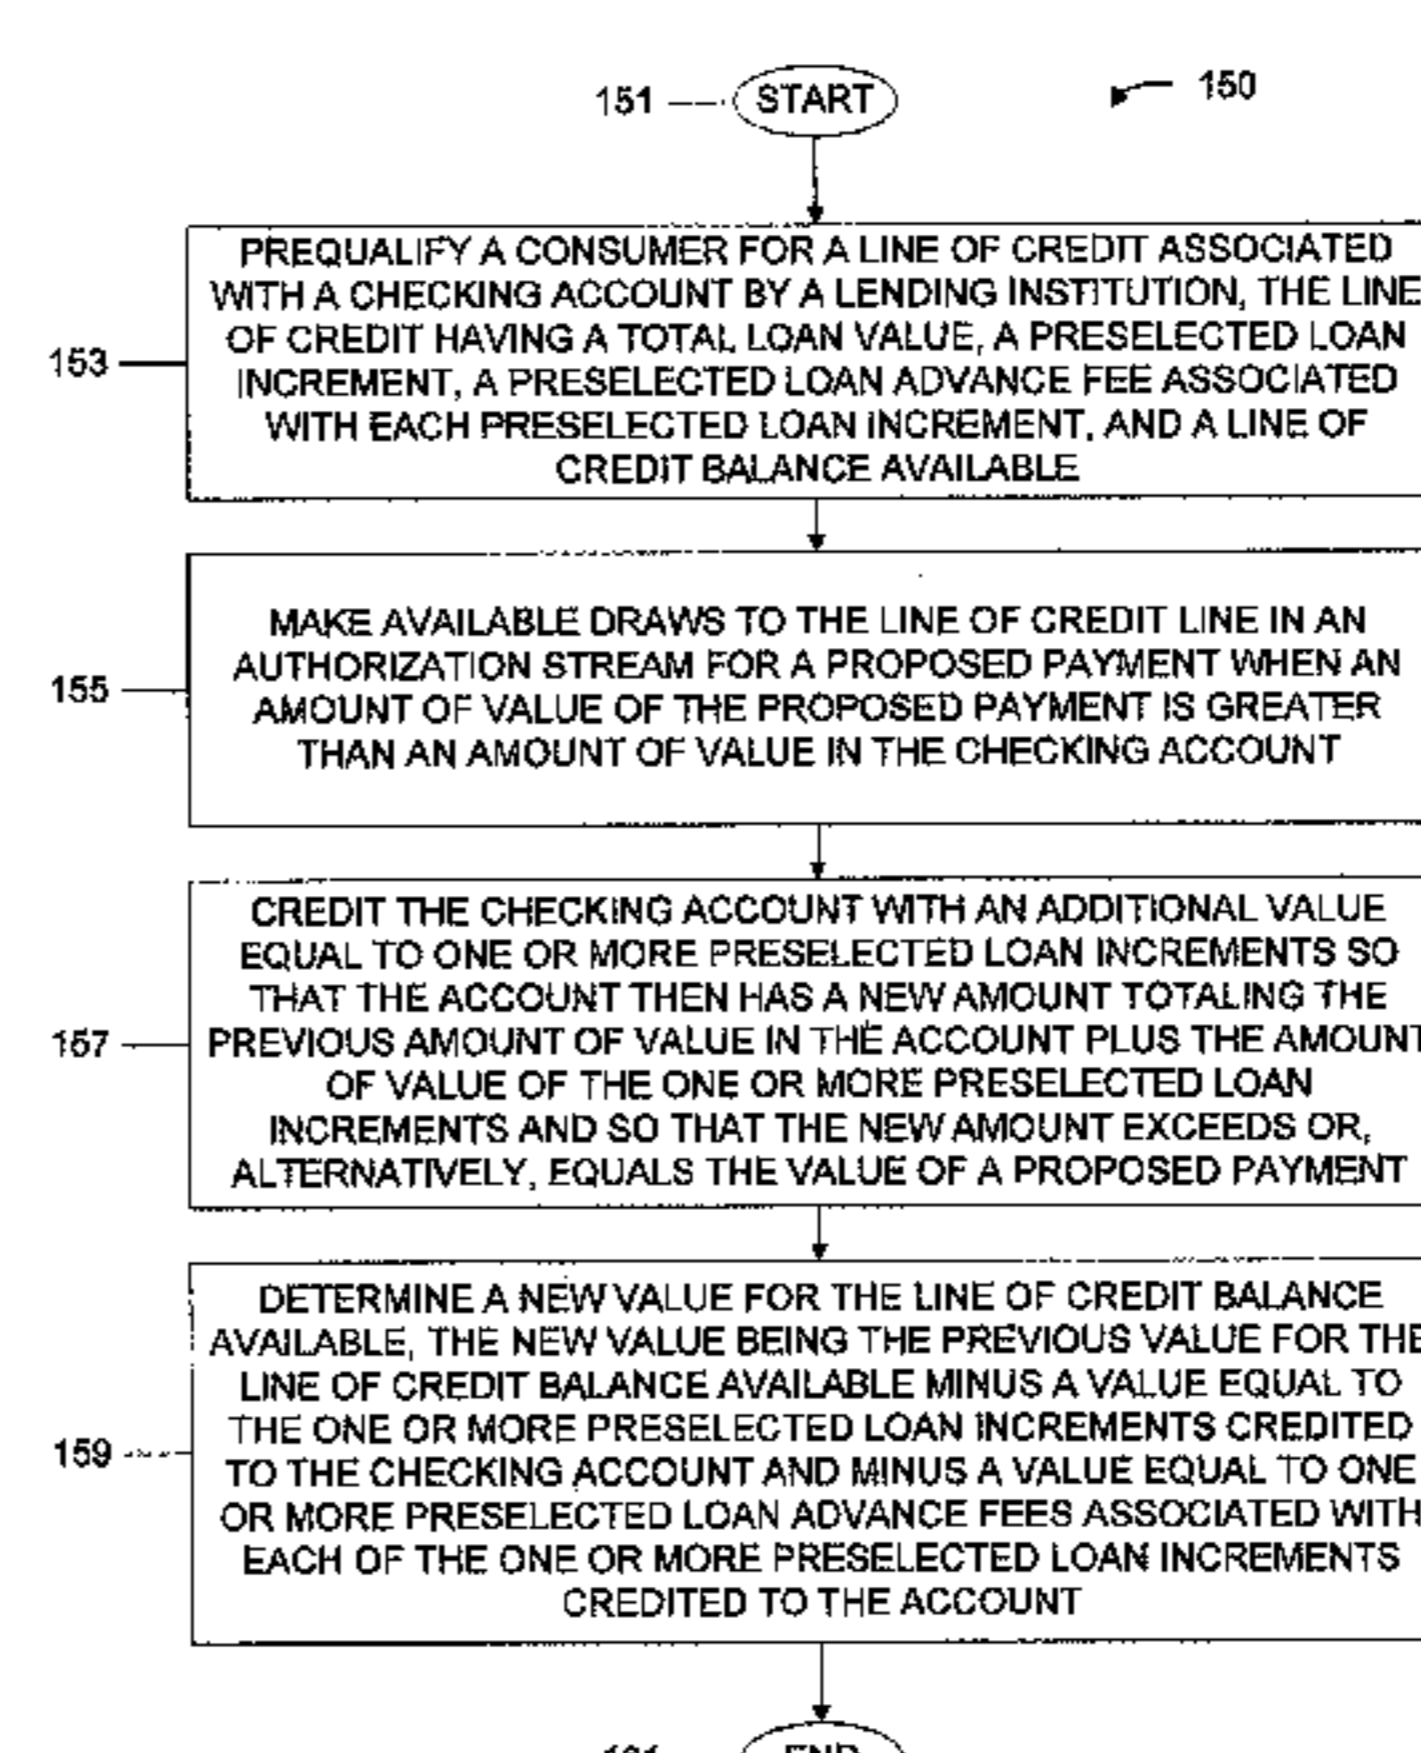 151 START 150
PREQUALIFY A CONSUMER FOR A LINE OF CREDIT ASSOCIATED
WITH A CHECKING ACCOUNT BY A LENDING INSTITUTION, THE LINE
OF CREDIT HAVING A TOTAL LOAN VALUE, A PRESELECTED LOAN
153
INCREMENT, A PRESELECTED LOAN ADVANCE FEE ASSOCIATED
WITH EACH PRESELECTED LOAN INCREMENT, AND A LINE OF
CREDIT BALANCE AVAILABLE
MAKE AVAILABLE DRAWS TO THE LINE OF CREDIT LINE IN AN
AUTHORIZATION STREAM FOR A PROPOSED PAYMENT WHEN AN
155
AMOUNT OF VALUE OF THE PROPOSED PAYMENT IS GREATER
THAN AN AMOUNT OF VALUE IN THE CHECKING ACCOUNT
CREDIT THE CHECKING ACCOUNT WITH AN ADDITIONAL VALUE
EQUAL TO ONE OR MORE PRESELECTED LOAN INCREMENTS SO
THAT THE ACCOUNT THEN HAS A NEW AMOUNT TOTALING THE
157
PREVIOUS AMOUNT OF VALUE IN THE ACCOUNT PLUS THE AMOUNT
OF VALUE OF THE ONE OR MORE PRESELECTED LOAN
INCREMENTS AND SO THAT THE NEW AMOUNT EXCEEDS OR,
ALTERNATIVELY, EQUALS THE VALUE OF A PROPOSED PAYMENT
DETERMINE A NEW VALUE FOR THE LINE OF CREDIT BALANCE
AVAILABLE, THE NEW VALUE BEING THE PREVIOUS VALUE FOR THE
LINE OF CREDIT BALANCE AVAILABLE MINUS A VALUE EQUAL TO
THE ONE OR MORE PRESELECTED LOAN INCREMENTS CREDITED
159
TO THE CHECKING ACCOUNT AND MINUS A VALUE EQUAL TO ONE
OR MORE PRESELECTED LOAN ADVANCE FEES ASSOCIATED WITH
EACH OF THE ONE OR MORE PRESELECTED LOAN INCREMENTS
CREDITED TO THE ACCOUNT
END